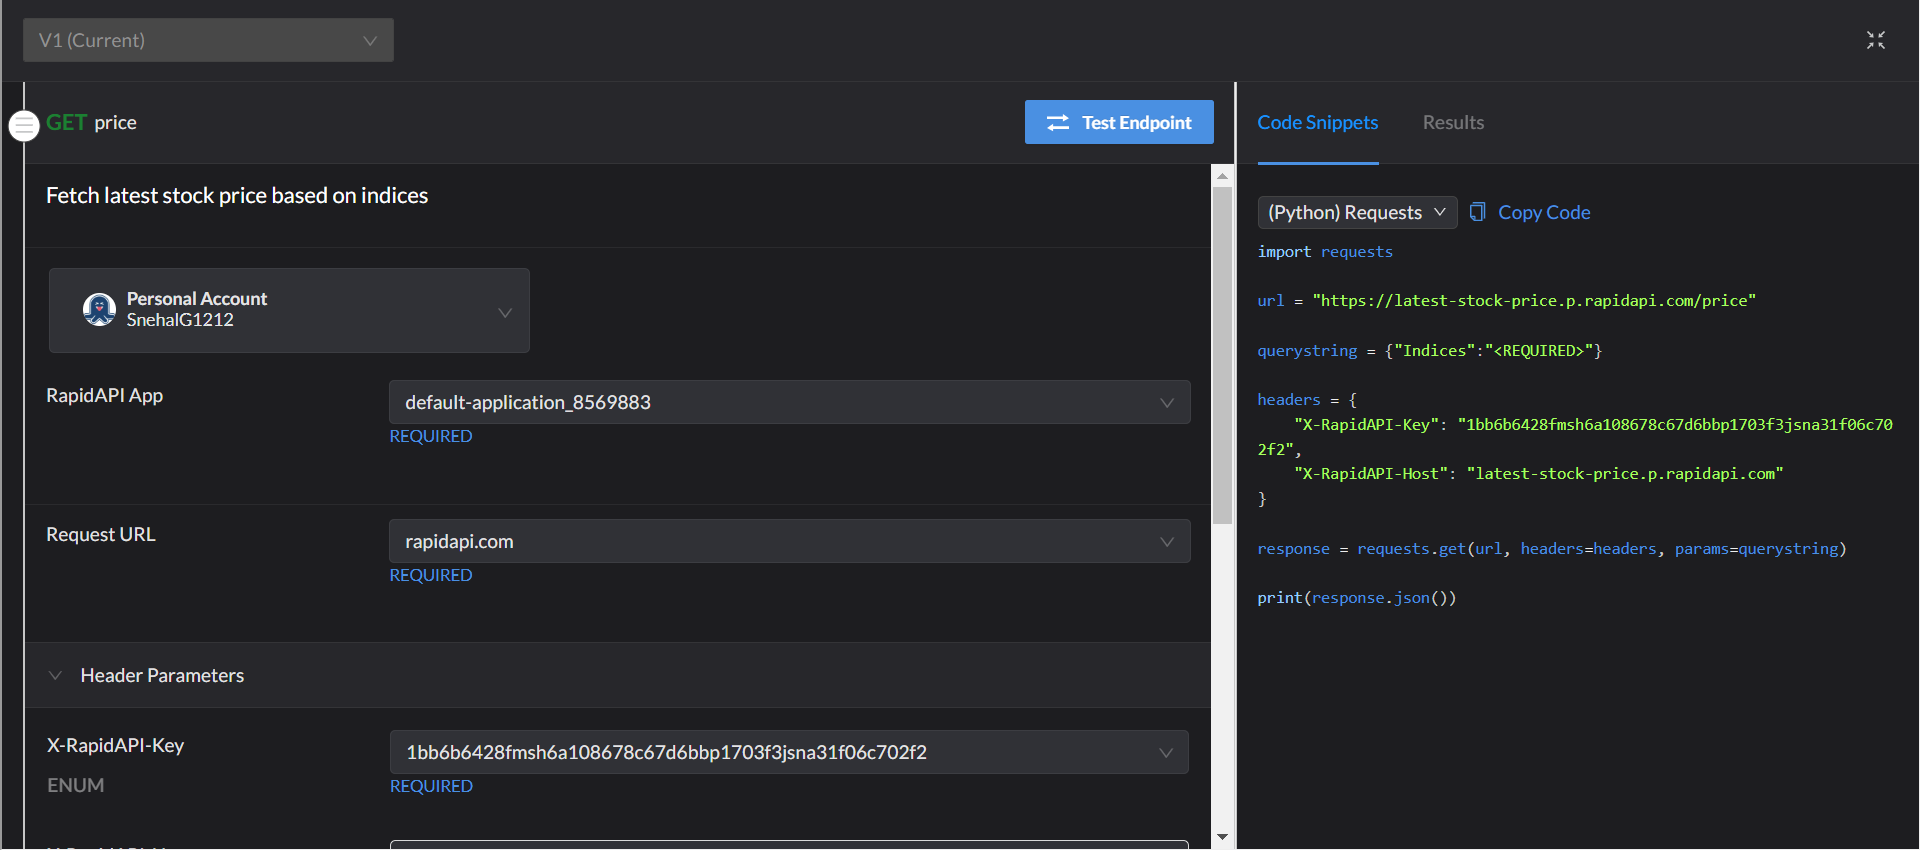 V1 (Current)
GET price
Test Endpoint
Fetch latest stock price based on indices
Personal Account
SnehalG1212
RapidAPI App
default-application_8569883
REQUIRED
Request URL
rapidapi.com
REQUIRED
Header Parameters
X-RapidAPI-Key
1bb6b6428fmsh6a108678c67d6bbp1703f3jsna31f06c702f2
ENUM
REQUIRED
Code Snippets
Results
(Python) Requests
Copy Code
import requests
url = "https://latest-stock-price.p.rapidapi.com/price"
querystring = {"Indices":"<REQUIRED>"}
headers = {
"X-RapidAPI-Key": "1bb6b6428fmsh6a108678c67d6bbp1703f3jsna31f06c70
2f2",
"X-RapidAPI-Host": "latest-stock-price.p.rapidapi.com"
}
response = requests.get(url, headers=headers, params=querystring)
print(response.json())